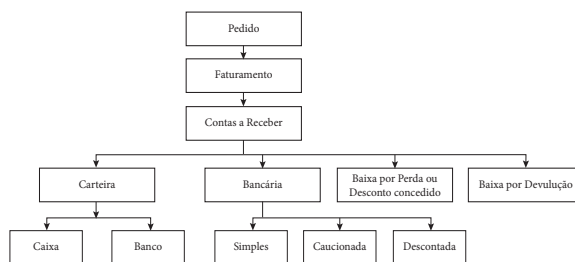 Pedido
Faturamento
Contas a Receber
Carteira
Bancária
Baixa por Perda ou
Desconto concedido
Baixa por Devulução
Caixa
Banco
Simples
Caucionada
Descontada